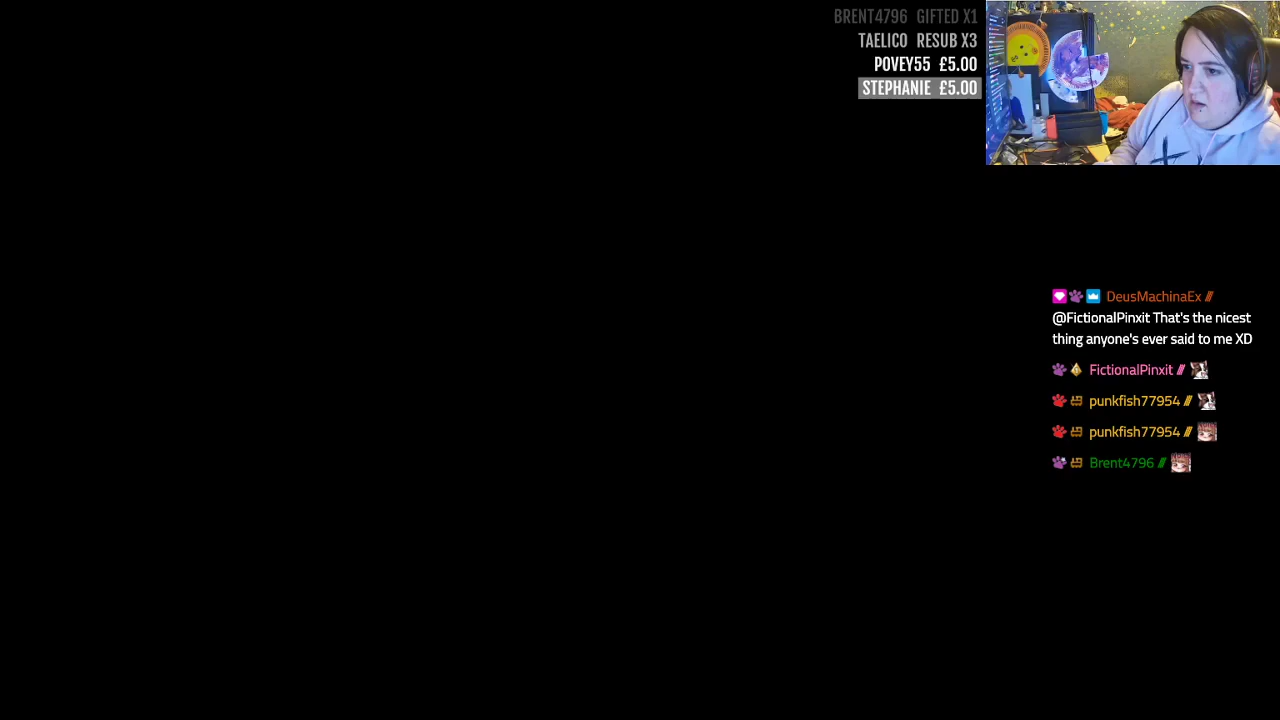 BRENT4796 GIFTED X1
TAELICO RESUB X3
POVEY55 £5.00
STEPHANIE £5.00
DeusMachinaEx ///
@FictionalPinxit That's the nicest
thing anyone's ever said to me XD
FictionalPinxit ///
punkfish77954 ///
punkfish77954 ///
Brent4796 ///